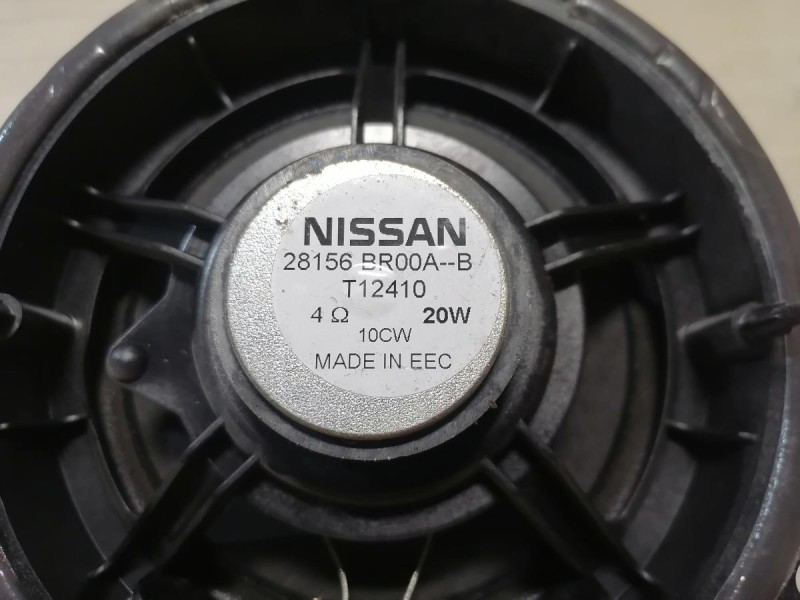 NISSAN
28156 BR00A--B
T12410
4 Ω 20W
10CW
MADE IN EEC